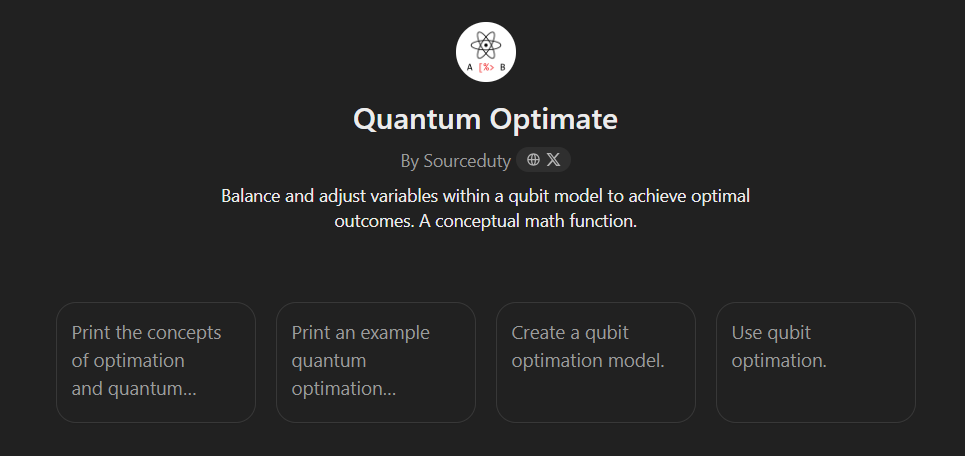 A [%> B
Quantum Optimate
By Sourceduty
Balance and adjust variables within a qubit model to achieve optimal
outcomes. A conceptual math function.
Print the concepts
of optimation
and quantum...
Print an example
quantum
optimation...
Create a qubit
optimation model.
Use qubit
optimation.